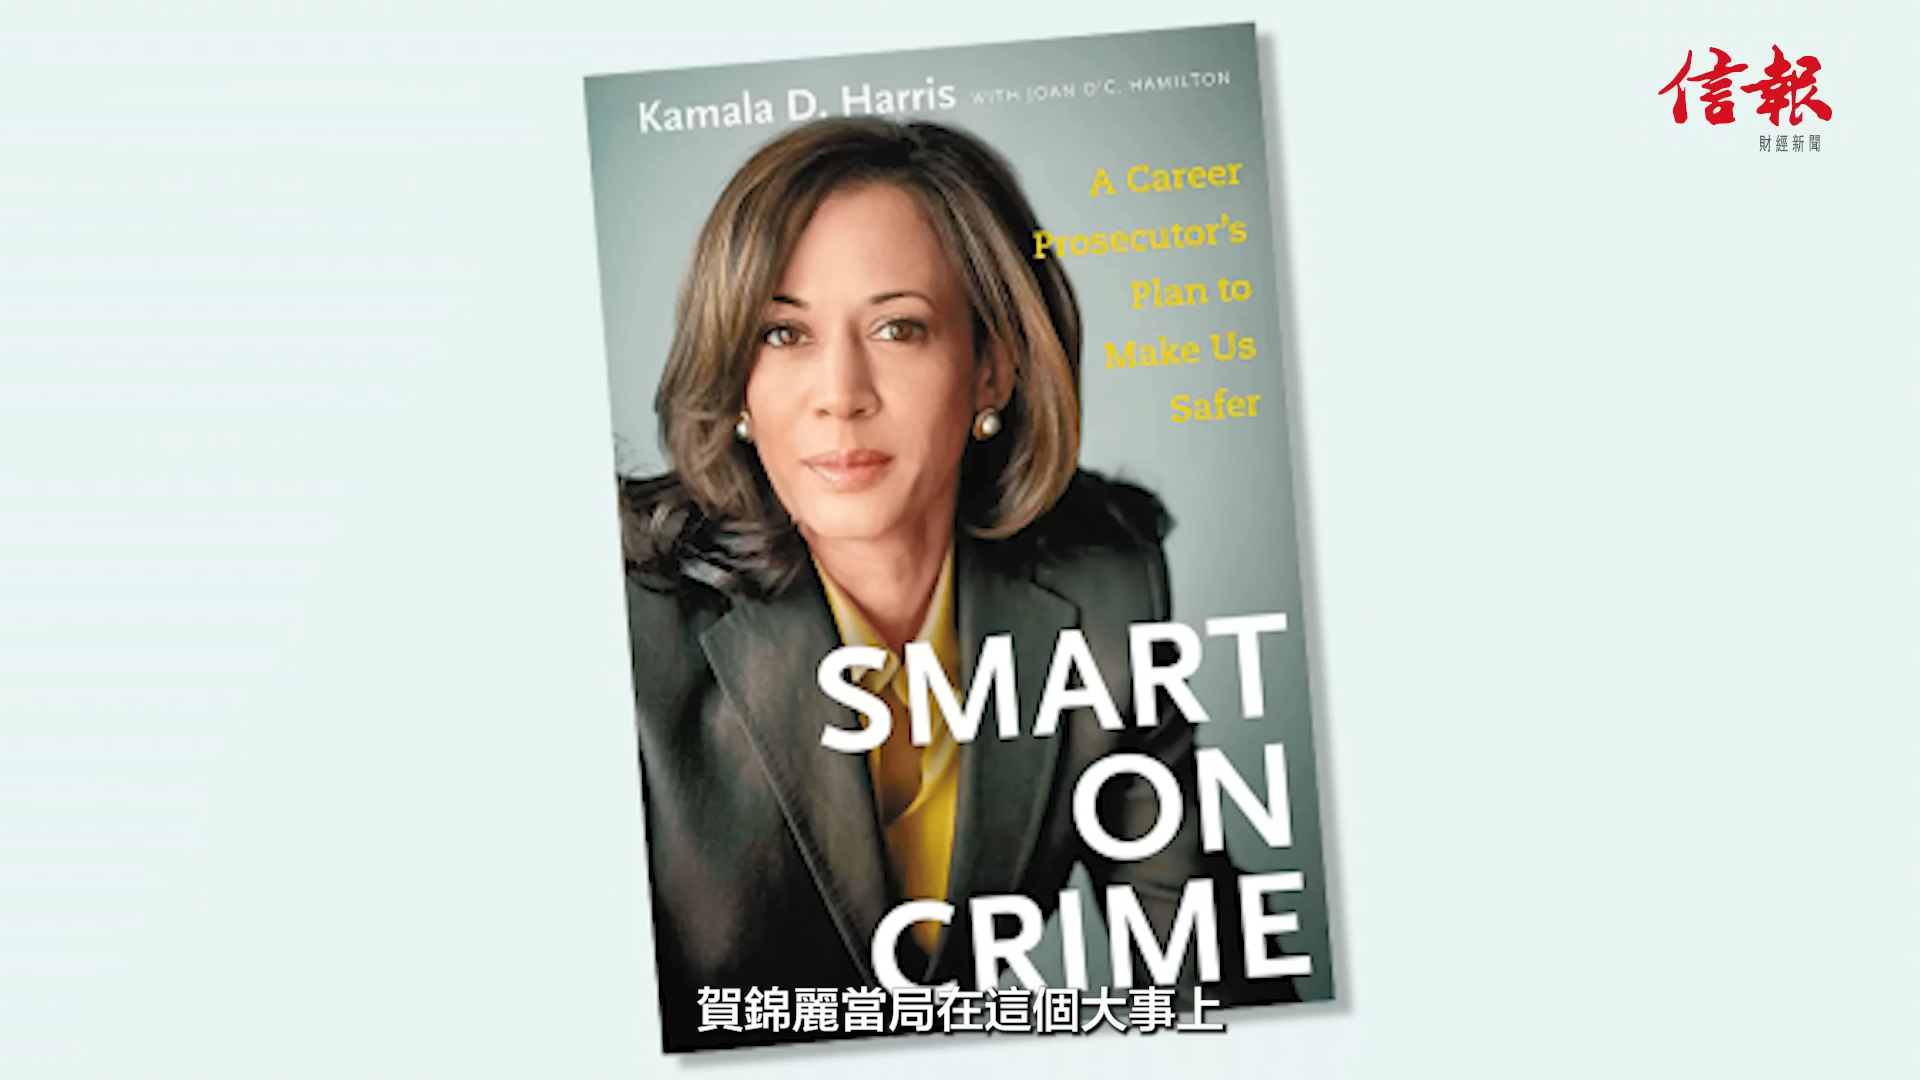 信報
財經新聞
Kamala D. Harris WITH JOAN O'C. HAMILTON
A Career
Prosecutor's
Plan to
Make Us
Safer
SMART
ON
CRIME
賀錦麗當局在這個大事上